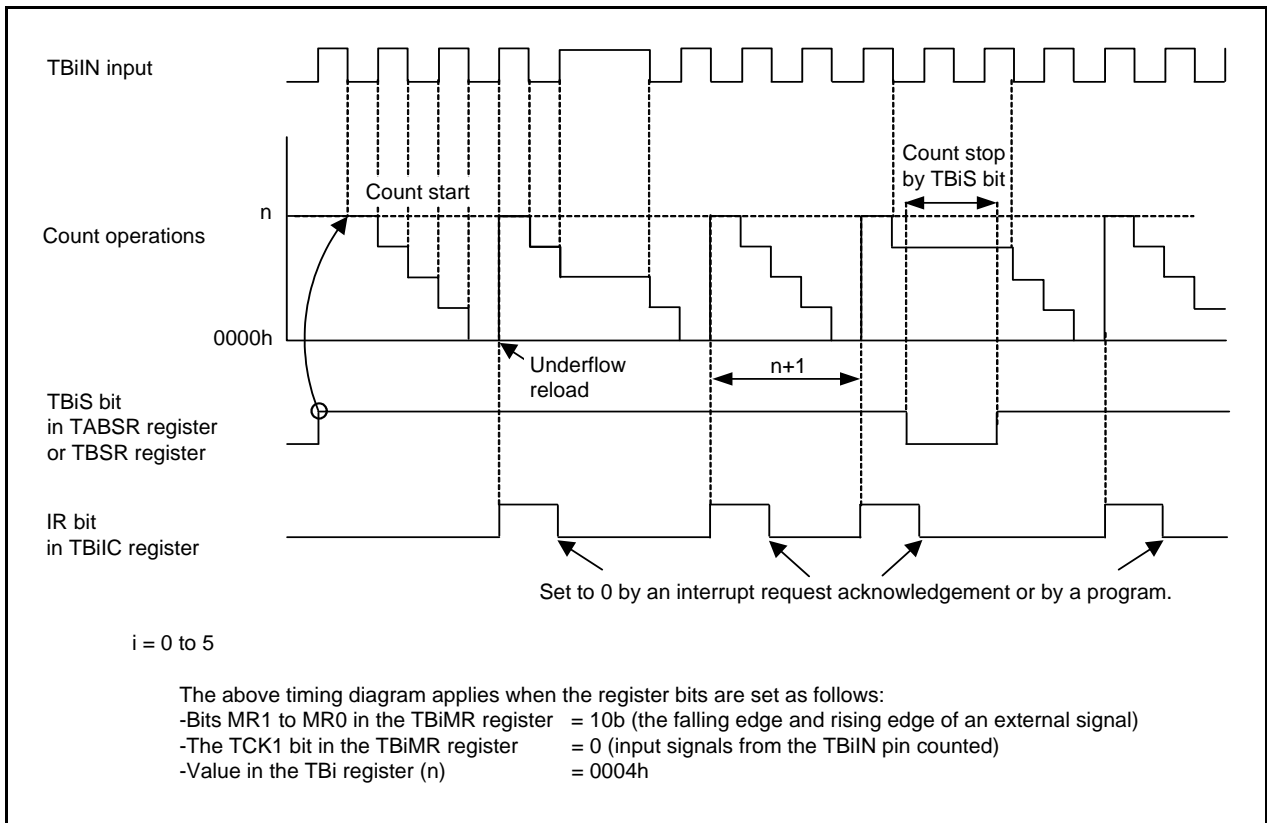 TBiIN input
Count stop
by TBiS bit
Count start
n
Count operations
0000h
Underflow
reload
n+1
TBiS bit
in TABSR register
or TBSR register
IR bit
in TBiIC register
Set to 0 by an interrupt request acknowledgement or by a program.
i = 0 to 5
The above timing diagram applies when the register bits are set as follows:
-Bits MR1 to MR0 in the TBiMR register = 10b (the falling edge and rising edge of an external signal)
-The TCK1 bit in the TBiMR register = 0 (input signals from the TBiIN pin counted)
-Value in the TBi register (n) = 0004h